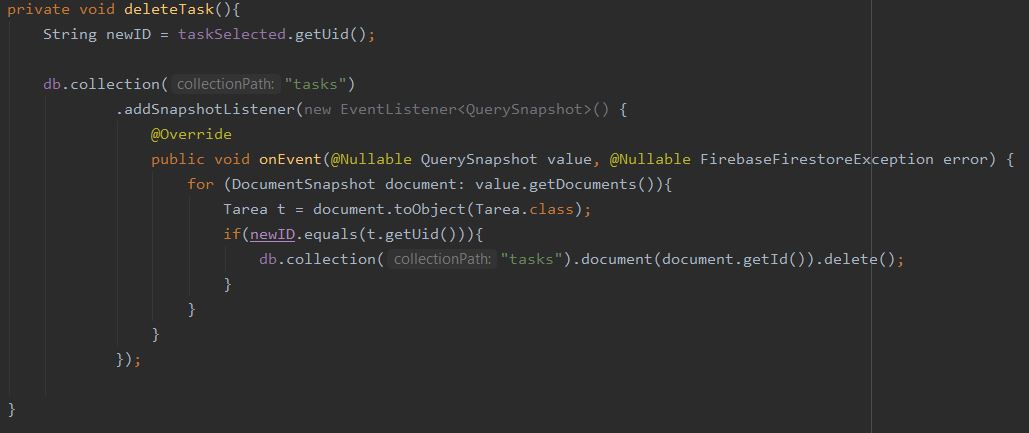 private void deleteTask(){
String newID = taskSelected.getUid();
db.collection( collectionPath: "tasks")
.addSnapshotListener(new EventListener<QuerySnapshot>() {
@Override
public void onEvent(@Nullable QuerySnapshot value, @Nullable FirebaseFirestoreException error) {
for (DocumentSnapshot document: value.getDocuments()){
Tarea t = document.toObject(Tarea.class);
if(newID.equals(t.getUid())){
db.collection( collectionPath: "tasks").document(document.getId()).delete();
}
}
}
});
}